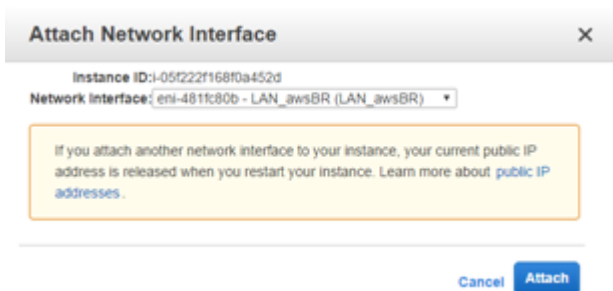 Attach Network Interface ×
Instance ID:i-05f222f168f0a452d
Network Interface: eni-481fc80b - LAN_awsBR (LAN_awsBR)
If you attach another network interface to your instance, your current public IP
address is released when you restart your instance. Learn more about public IP
addresses.
Cancel Attach